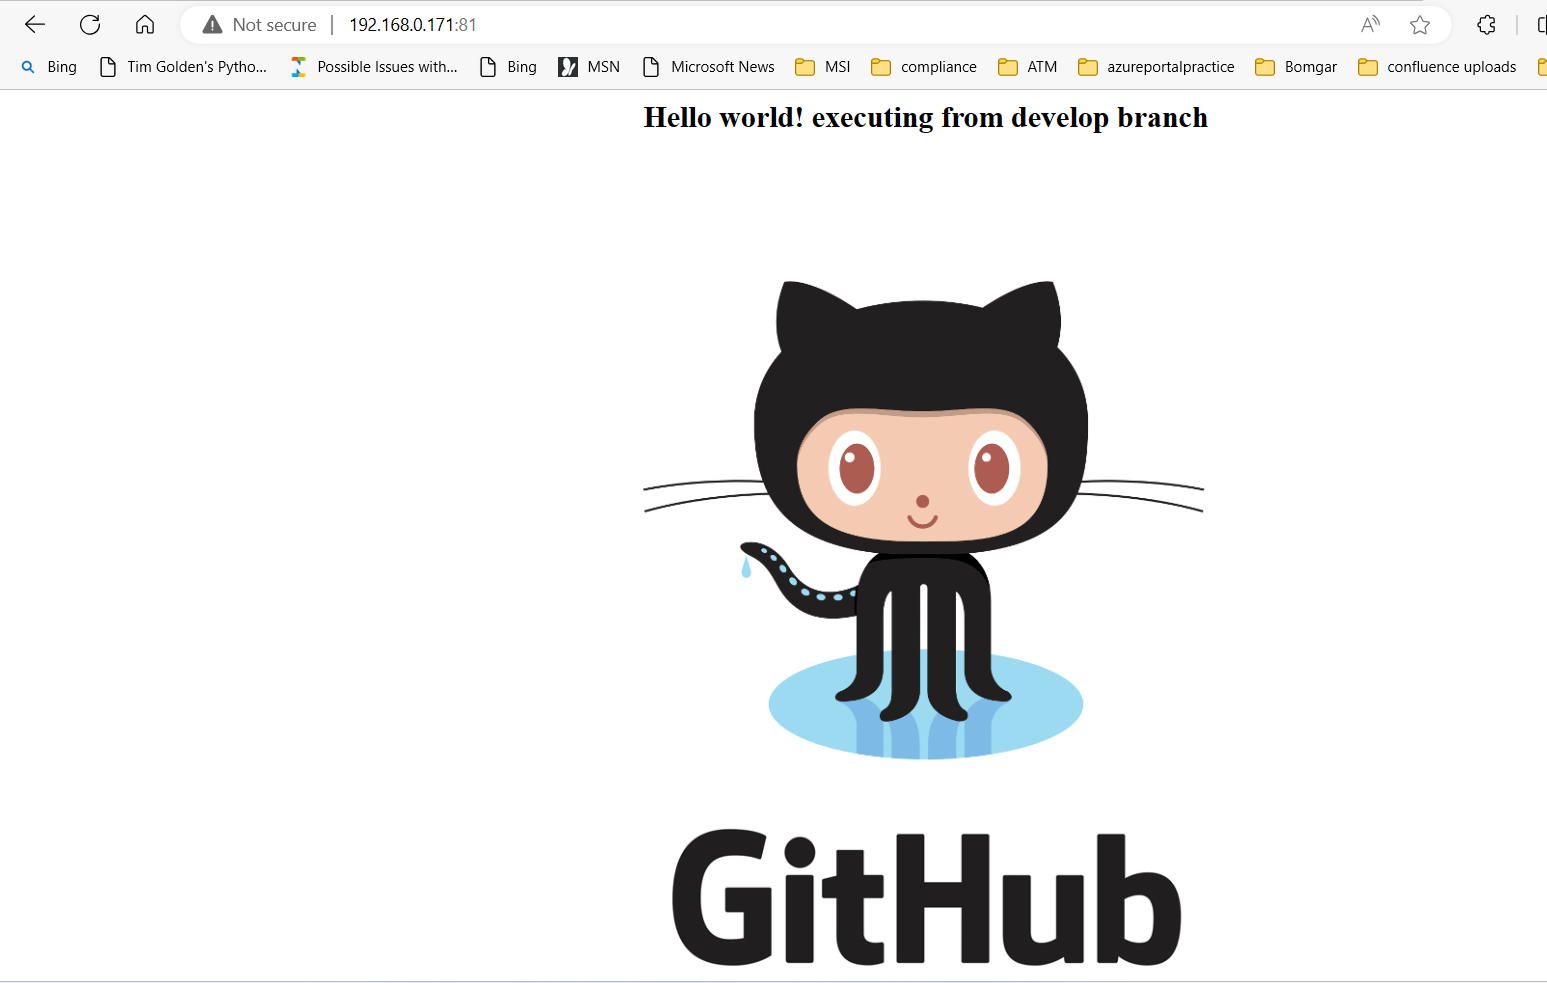 Not secure 192.168.0.171:81
Bing Tim Golden's Pytho... Possible Issues with... Bing MSN Microsoft News MSI compliance ATM azureportalpractice Bomgar confluence uploads
Hello world! executing from develop branch
GitHub